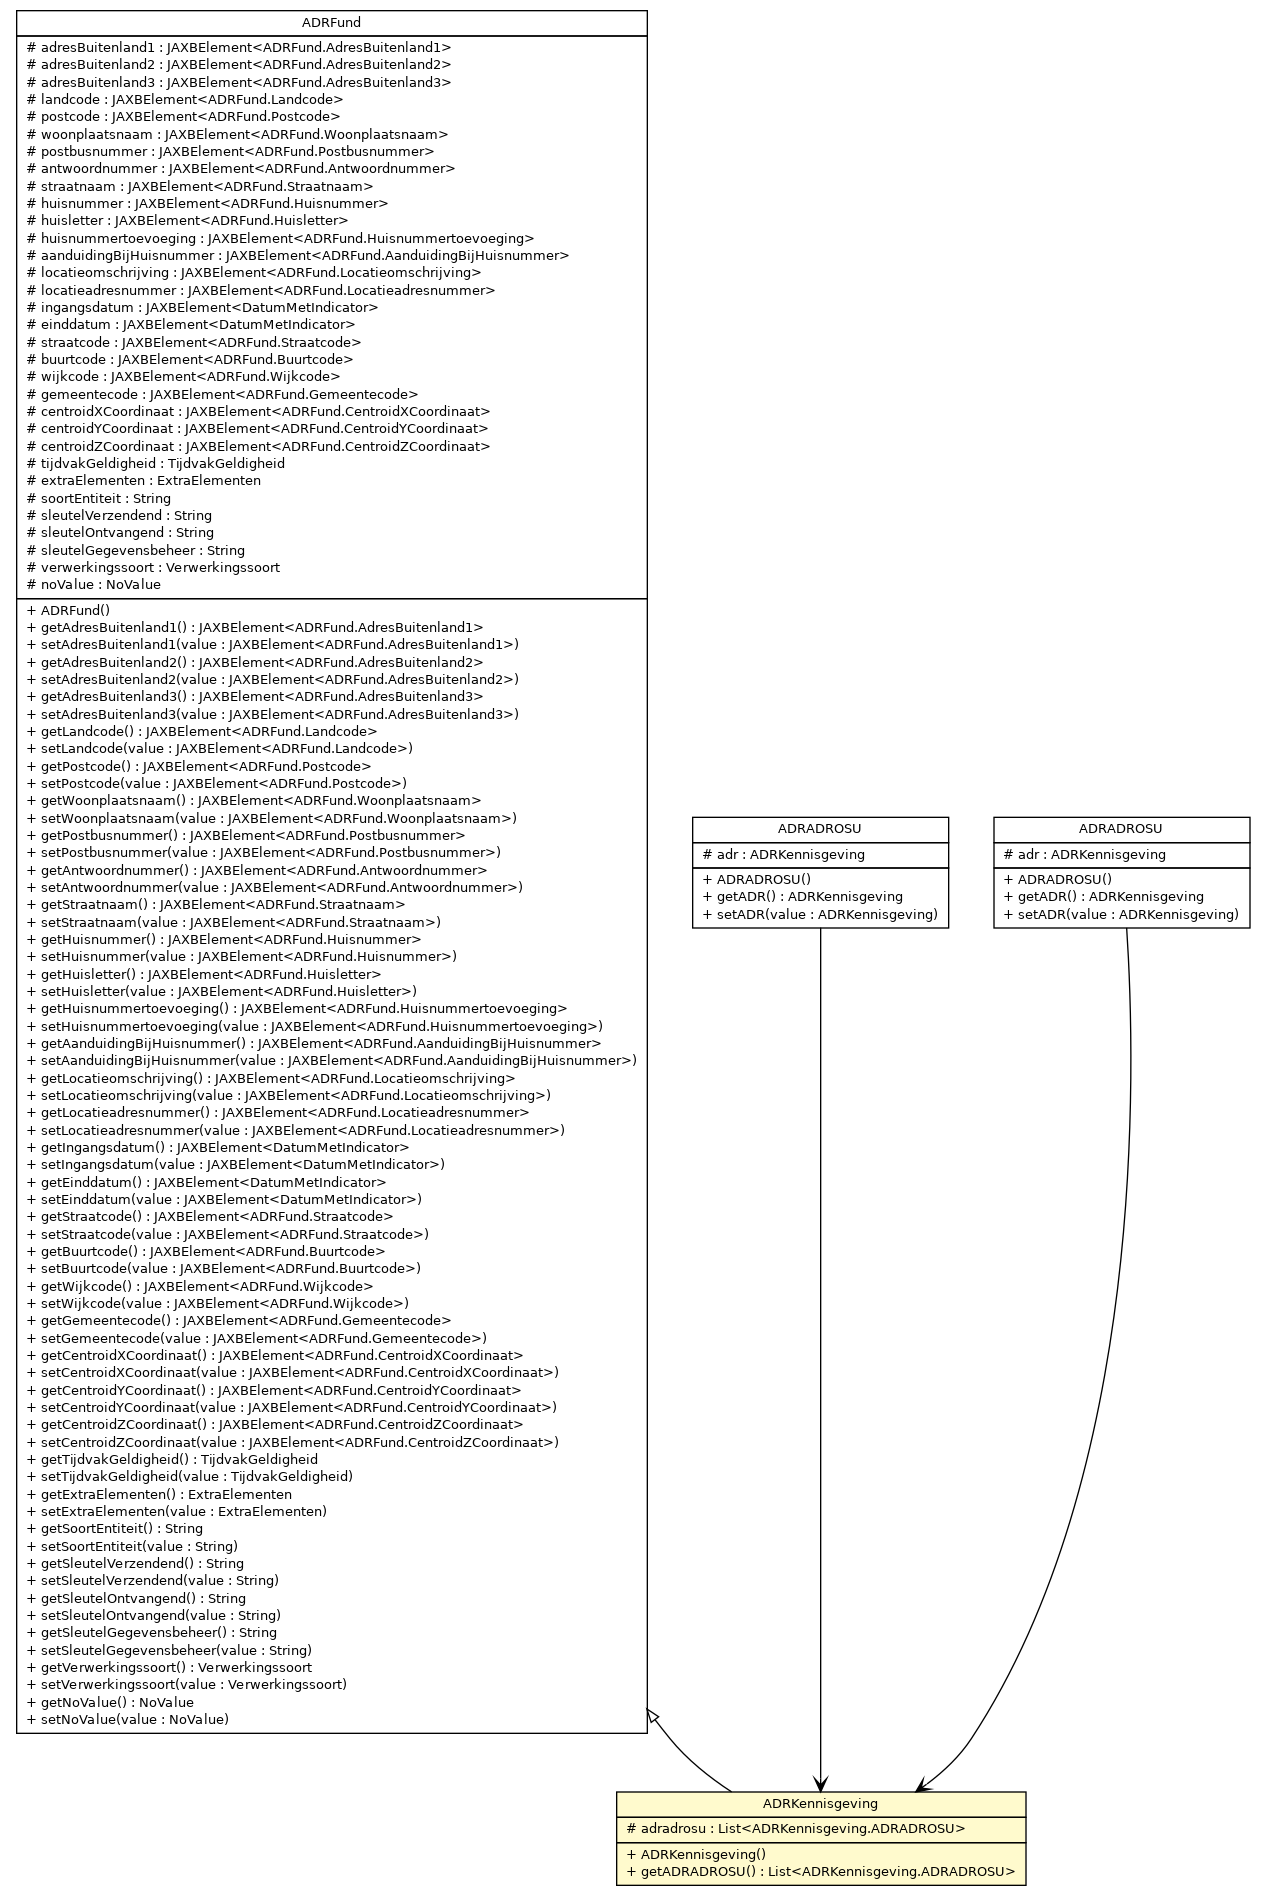 ADRFund
# adresBuitenland1 : JAXBElement<ADRFund.AdresBuitenland1>
# adresBuitenland2 : JAXBElement<ADRFund.AdresBuitenland2>
# adresBuitenland3 : JAXBElement<ADRFund.AdresBuitenland3>
# landcode : JAXBElement<ADRFund.Landcode>
# postcode : JAXBElement<ADRFund.Postcode>
# woonplaatsnaam : JAXBElement<ADRFund.Woonplaatsnaam>
# postbusnummer : JAXBElement<ADRFund.Postbusnummer>
# antwoordnummer : JAXBElement<ADRFund.Antwoordnummer>
# straatnaam : JAXBElement<ADRFund.Straatnaam>
# huisnummer : JAXBElement<ADRFund.Huisnummer>
# huisletter : JAXBElement<ADRFund.Huisletter>
# huisnummertoevoeging : JAXBElement<ADRFund.Huisnummertoevoeging>
# aanduidingBijHuisnummer : JAXBElement<ADRFund.AanduidingBijHuisnummer>
# locatieomschrijving : JAXBElement<ADRFund.Locatieomschrijving>
# locatieadresnummer : JAXBElement<ADRFund.Locatieadresnummer>
# ingangsdatum : JAXBElement<DatumMetIndicator>
# einddatum : JAXBElement<DatumMetIndicator>
# straatcode : JAXBElement<ADRFund.Straatcode>
# buurtcode : JAXBElement<ADRFund.Buurtcode>
# wijkcode : JAXBElement<ADRFund.Wijkcode>
# gemeentecode : JAXBElement<ADRFund.Gemeentecode>
# centroidXCoordinaat : JAXBElement<ADRFund.CentroidXCoordinaat>
# centroidYCoordinaat : JAXBElement<ADRFund.CentroidYCoordinaat>
# centroidZCoordinaat : JAXBElement<ADRFund.CentroidZCoordinaat>
# tijdvakGeldigheid : TijdvakGeldigheid
# extraElementen : ExtraElementen
# soortEntiteit : String
# sleutelVerzendend : String
# sleutelOntvangend : String
# sleutelGegevensbeheer : String
# verwerkingssoort : Verwerkingssoort
# noValue : NoValue
+ ADRFund()
+ getAdresBuitenland1() : JAXBElement<ADRFund.AdresBuitenland1>
+ setAdresBuitenland1(value : JAXBElement<ADRFund.AdresBuitenland1>)
+ getAdresBuitenland2() : JAXBElement<ADRFund.AdresBuitenland2>
+ setAdresBuitenland2(value : JAXBElement<ADRFund.AdresBuitenland2>)
+ getAdresBuitenland3() : JAXBElement<ADRFund.AdresBuitenland3>
+ setAdresBuitenland3(value : JAXBElement<ADRFund.AdresBuitenland3>)
+ getLandcode() : JAXBElement<ADRFund.Landcode>
+ setLandcode(value : JAXBElement<ADRFund.Landcode>)
+ getPostcode() : JAXBElement<ADRFund.Postcode>
+ setPostcode(value : JAXBElement<ADRFund.Postcode>)
+ getWoonplaatsnaam() : JAXBElement<ADRFund.Woonplaatsnaam>
+ setWoonplaatsnaam(value : JAXBElement<ADRFund.Woonplaatsnaam>)
+ getPostbusnummer() : JAXBElement<ADRFund.Postbusnummer>
+ setPostbusnummer(value : JAXBElement<ADRFund.Postbusnummer>)
+ getAntwoordnummer() : JAXBElement<ADRFund.Antwoordnummer>
+ setAntwoordnummer(value : JAXBElement<ADRFund.Antwoordnummer>)
+ getStraatnaam() : JAXBElement<ADRFund.Straatnaam>
+ setStraatnaam(value : JAXBElement<ADRFund.Straatnaam>)
+ getHuisnummer() : JAXBElement<ADRFund.Huisnummer>
+ setHuisnummer(value : JAXBElement<ADRFund.Huisnummer>)
+ getHuisletter() : JAXBElement<ADRFund.Huisletter>
+ setHuisletter(value : JAXBElement<ADRFund.Huisletter>)
+ getHuisnummertoevoeging() : JAXBElement<ADRFund.Huisnummertoevoeging>
+ setHuisnummertoevoeging(value : JAXBElement<ADRFund.Huisnummertoevoeging>)
+ getAanduidingBijHuisnummer() : JAXBElement<ADRFund.AanduidingBijHuisnummer>
+ setAanduidingBijHuisnummer(value : JAXBElement<ADRFund.AanduidingBijHuisnummer>)
+ getLocatieomschrijving() : JAXBElement<ADRFund.Locatieomschrijving>
+ setLocatieomschrijving(value : JAXBElement<ADRFund.Locatieomschrijving>)
+ getLocatieadresnummer() : JAXBElement<ADRFund.Locatieadresnummer>
+ setLocatieadresnummer(value : JAXBElement<ADRFund.Locatieadresnummer>)
+ getIngangsdatum() : JAXBElement<DatumMetIndicator>
+ setIngangsdatum(value : JAXBElement<DatumMetIndicator>)
+ getEinddatum() : JAXBElement<DatumMetIndicator>
+ setEinddatum(value : JAXBElement<DatumMetIndicator>)
+ getStraatcode() : JAXBElement<ADRFund.Straatcode>
+ setStraatcode(value : JAXBElement<ADRFund.Straatcode>)
+ getBuurtcode() : JAXBElement<ADRFund.Buurtcode>
+ setBuurtcode(value : JAXBElement<ADRFund.Buurtcode>)
+ getWijkcode() : JAXBElement<ADRFund.Wijkcode>
+ setWijkcode(value : JAXBElement<ADRFund.Wijkcode>)
+ getGemeentecode() : JAXBElement<ADRFund.Gemeentecode>
+ setGemeentecode(value : JAXBElement<ADRFund.Gemeentecode>)
+ getCentroidXCoordinaat() : JAXBElement<ADRFund.CentroidXCoordinaat>
+ setCentroidXCoordinaat(value : JAXBElement<ADRFund.CentroidXCoordinaat>)
+ getCentroidYCoordinaat() : JAXBElement<ADRFund.CentroidYCoordinaat>
+ setCentroidYCoordinaat(value : JAXBElement<ADRFund.CentroidYCoordinaat>)
+ getCentroidZCoordinaat() : JAXBElement<ADRFund.CentroidZCoordinaat>
+ setCentroidZCoordinaat(value : JAXBElement<ADRFund.CentroidZCoordinaat>)
+ getTijdvakGeldigheid() : TijdvakGeldigheid
+ setTijdvakGeldigheid(value : TijdvakGeldigheid)
+ getExtraElementen() : ExtraElementen
+ setExtraElementen(value : ExtraElementen)
+ getSoortEntiteit() : String
+ setSoortEntiteit(value : String)
+ getSleutelVerzendend() : String
+ setSleutelVerzendend(value : String)
+ getSleutelOntvangend() : String
+ setSleutelOntvangend(value : String)
+ getSleutelGegevensbeheer() : String
+ setSleutelGegevensbeheer(value : String)
+ getVerwerkingssoort() : Verwerkingssoort
+ setVerwerkingssoort(value : Verwerkingssoort)
+ getNoValue() : NoValue
+ setNoValue(value : NoValue)
ADRADROSU
# adr : ADRKennisgeving
+ ADRADROSU()
+ getADR() : ADRKennisgeving
+ setADR(value : ADRKennisgeving)
ADRADROSU
# adr : ADRKennisgeving
+ ADRADROSU()
+ getADR() : ADRKennisgeving
+ setADR(value : ADRKennisgeving)
ADRKennisgeving
# adradrosu : List<ADRKennisgeving.ADRADROSU>
+ ADRKennisgeving()
+ getADRADROSU() : List<ADRKennisgeving.ADRADROSU>